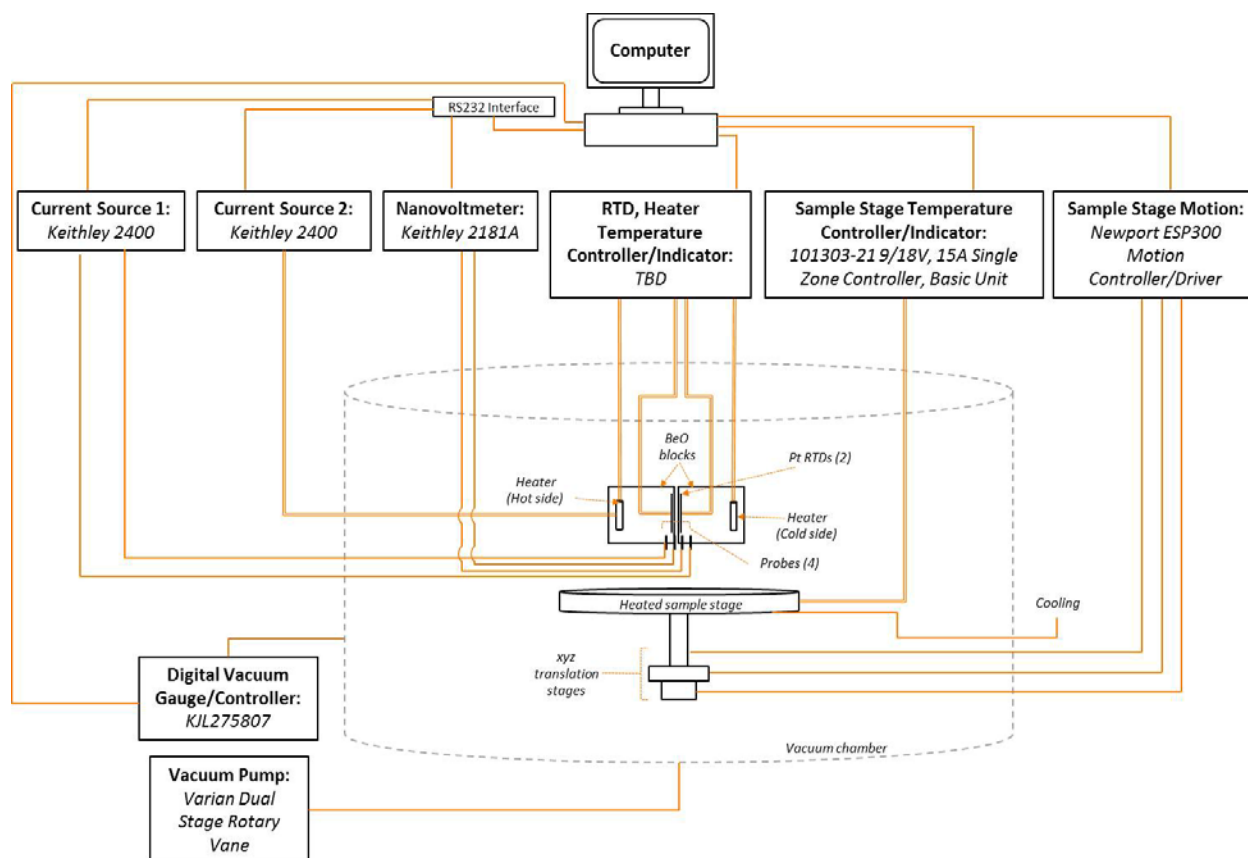 Computer
RS232 Interface
Current Source 1:
Keithley 2400
Current Source 2:
Keithley 2400
Nanovoltmeter:
Keithley 2181A
RTD, Heater
Temperature
Controller/Indicator:
TBD
Sample Stage Temperature
Controller/Indicator:
101303-21 9/18V, 15A Single
Zone Controller, Basic Unit
Sample Stage Motion:
Newport ESP300
Motion
Controller/Driver
BeO
blocks
Pt RTDs (2)
Heater
(Hot side)
Heater
(Cold side)
Probes (4)
Heated sample stage
Cooling
xyz
translation
stages
Digital Vacuum
Gauge/Controller:
KJL275807
Vacuum chamber
Vacuum Pump:
Varian Dual
Stage Rotary
Vane